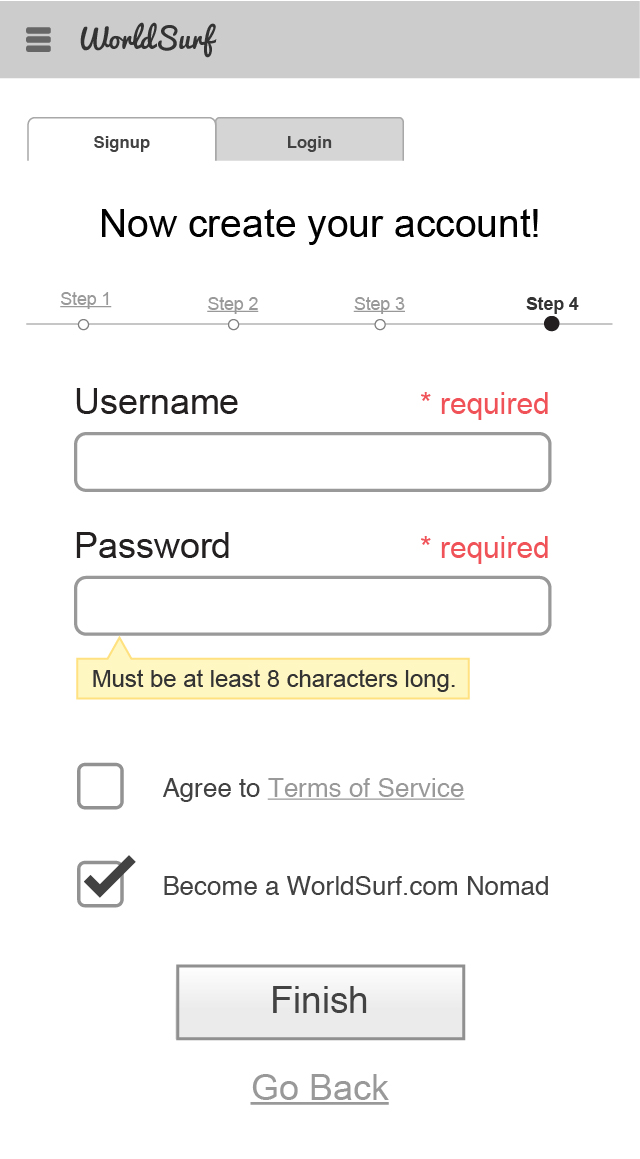 WorldSurf
Signup Login
Now create your account!
Step 1 Step 2 Step 3 Step 4
Username * required
Password * required
Must be at least 8 characters long.
Agree to Terms of Service
Become a WorldSurf.com Nomad
Finish
Go Back